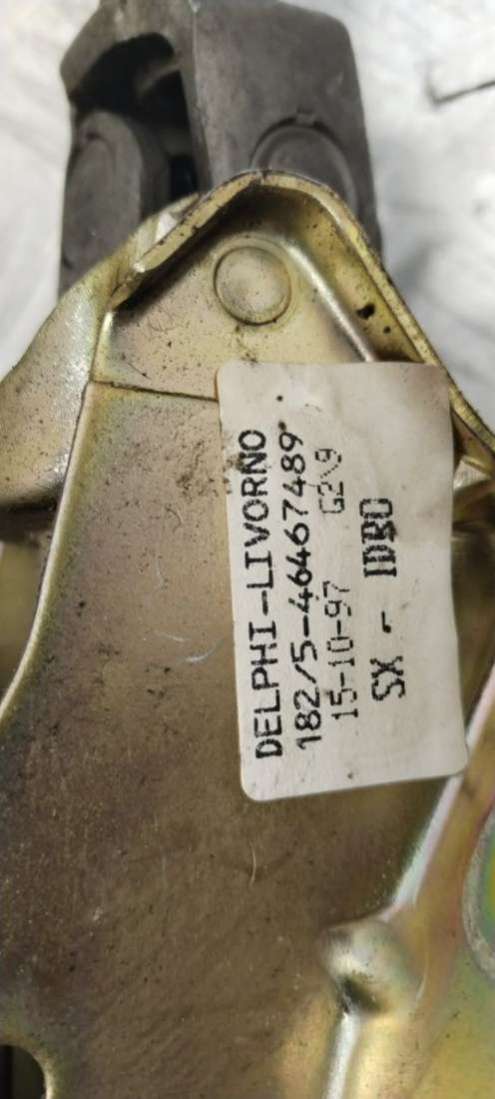 DELPHI-LIVORNO
182/5-46467489
15-10-97 G2\9
SX - IDRO